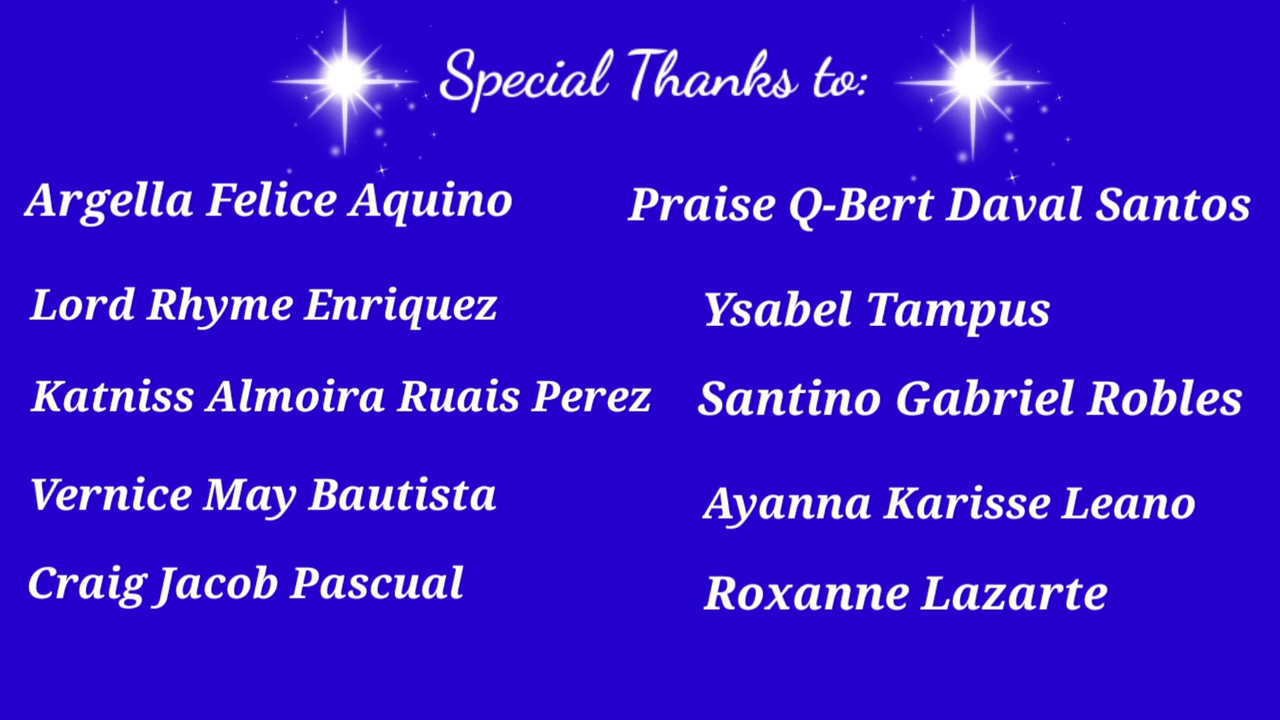 Special Thanks to:
Argella Felice Aquino
Praise Q-Bert Daval Santos
Lord Rhyme Enriquez
Ysabel Tampus
Katniss Almoira Ruais Perez
Santino Gabriel Robles
Vernice May Bautista
Ayanna Karisse Leano
Craig Jacob Pascual
Roxanne Lazarte